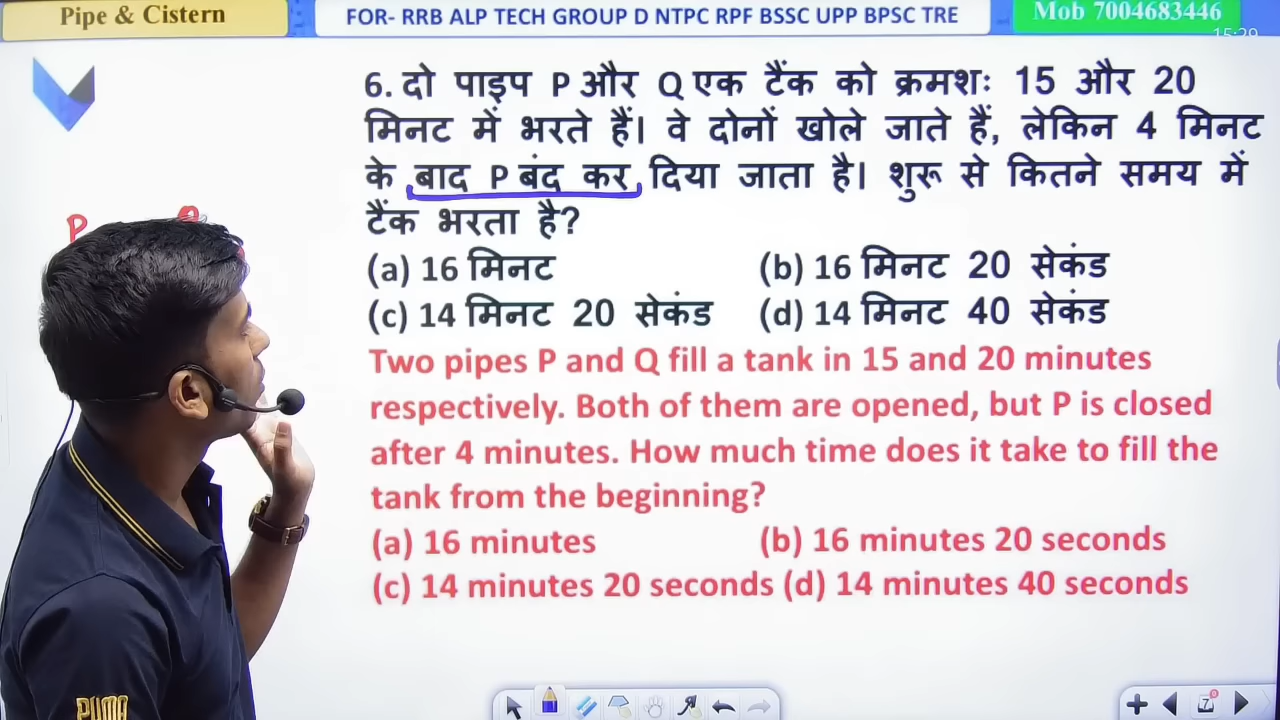 Pipe & Cistern
FOR- RRB ALP TECH GROUP D NTPC RPF BSSC UPP BPSC TRE
Mob 7004683446
15:29
6. दो पाइप P और Q एक टैंक को क्रमशः 15 और 20
मिनट में भरते हैं। वे दोनों खोले जाते हैं, लेकिन 4 मिनट
के बाद P बंद कर दिया जाता है। शुरू से कितने समय में
टैंक भरता है?
(a) 16 मिनट (b) 16 मिनट 20 सेकंड
(c) 14 मिनट 20 सेकंड (d) 14 मिनट 40 सेकंड
P
Two pipes P and Q fill a tank in 15 and 20 minutes
respectively. Both of them are opened, but P is closed
after 4 minutes. How much time does it take to fill the
tank from the beginning?
(a) 16 minutes (b) 16 minutes 20 seconds
(c) 14 minutes 20 seconds (d) 14 minutes 40 seconds
PUMA
7